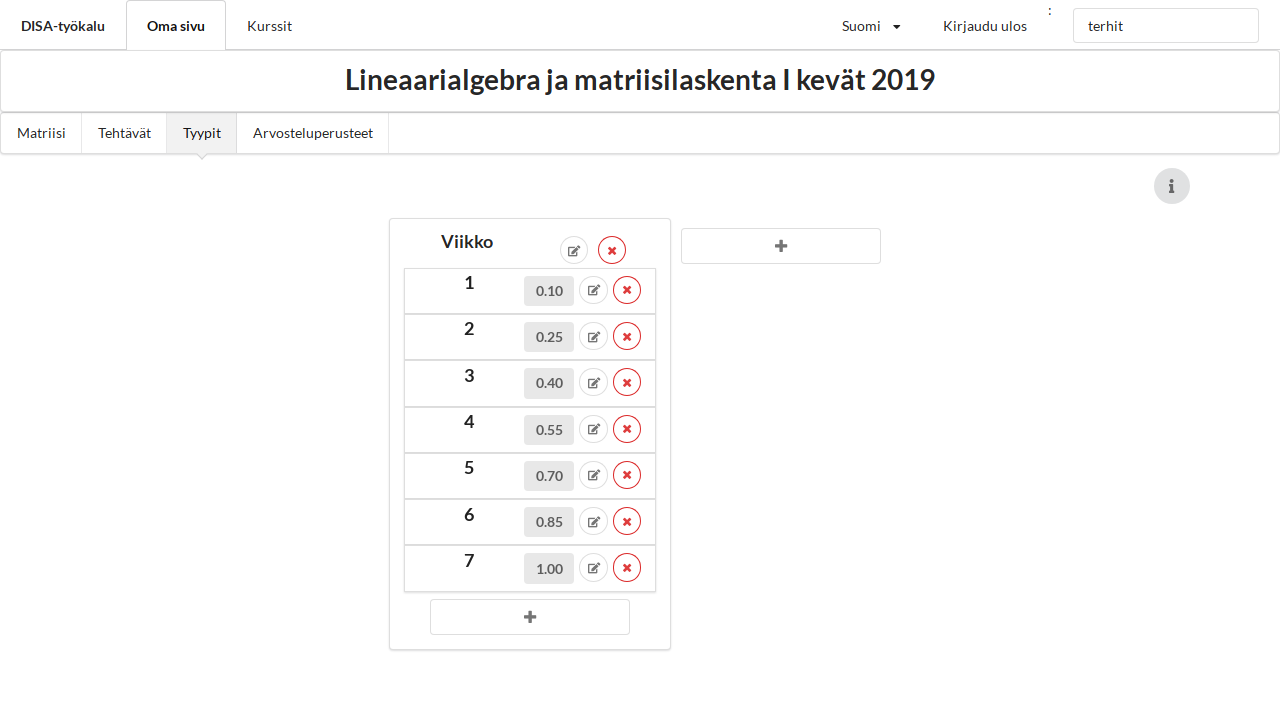 DISA-työkalu Oma sivu Kurssit Suomi Kirjaudu ulos : terhit
Lineaarialgebra ja matriisilaskenta I kevät 2019
Matriisi Tehtävät Tyypit Arvosteluperusteet
Viikko
1 0.10
2 0.25
3 0.40
4 0.55
5 0.70
6 0.85
7 1.00